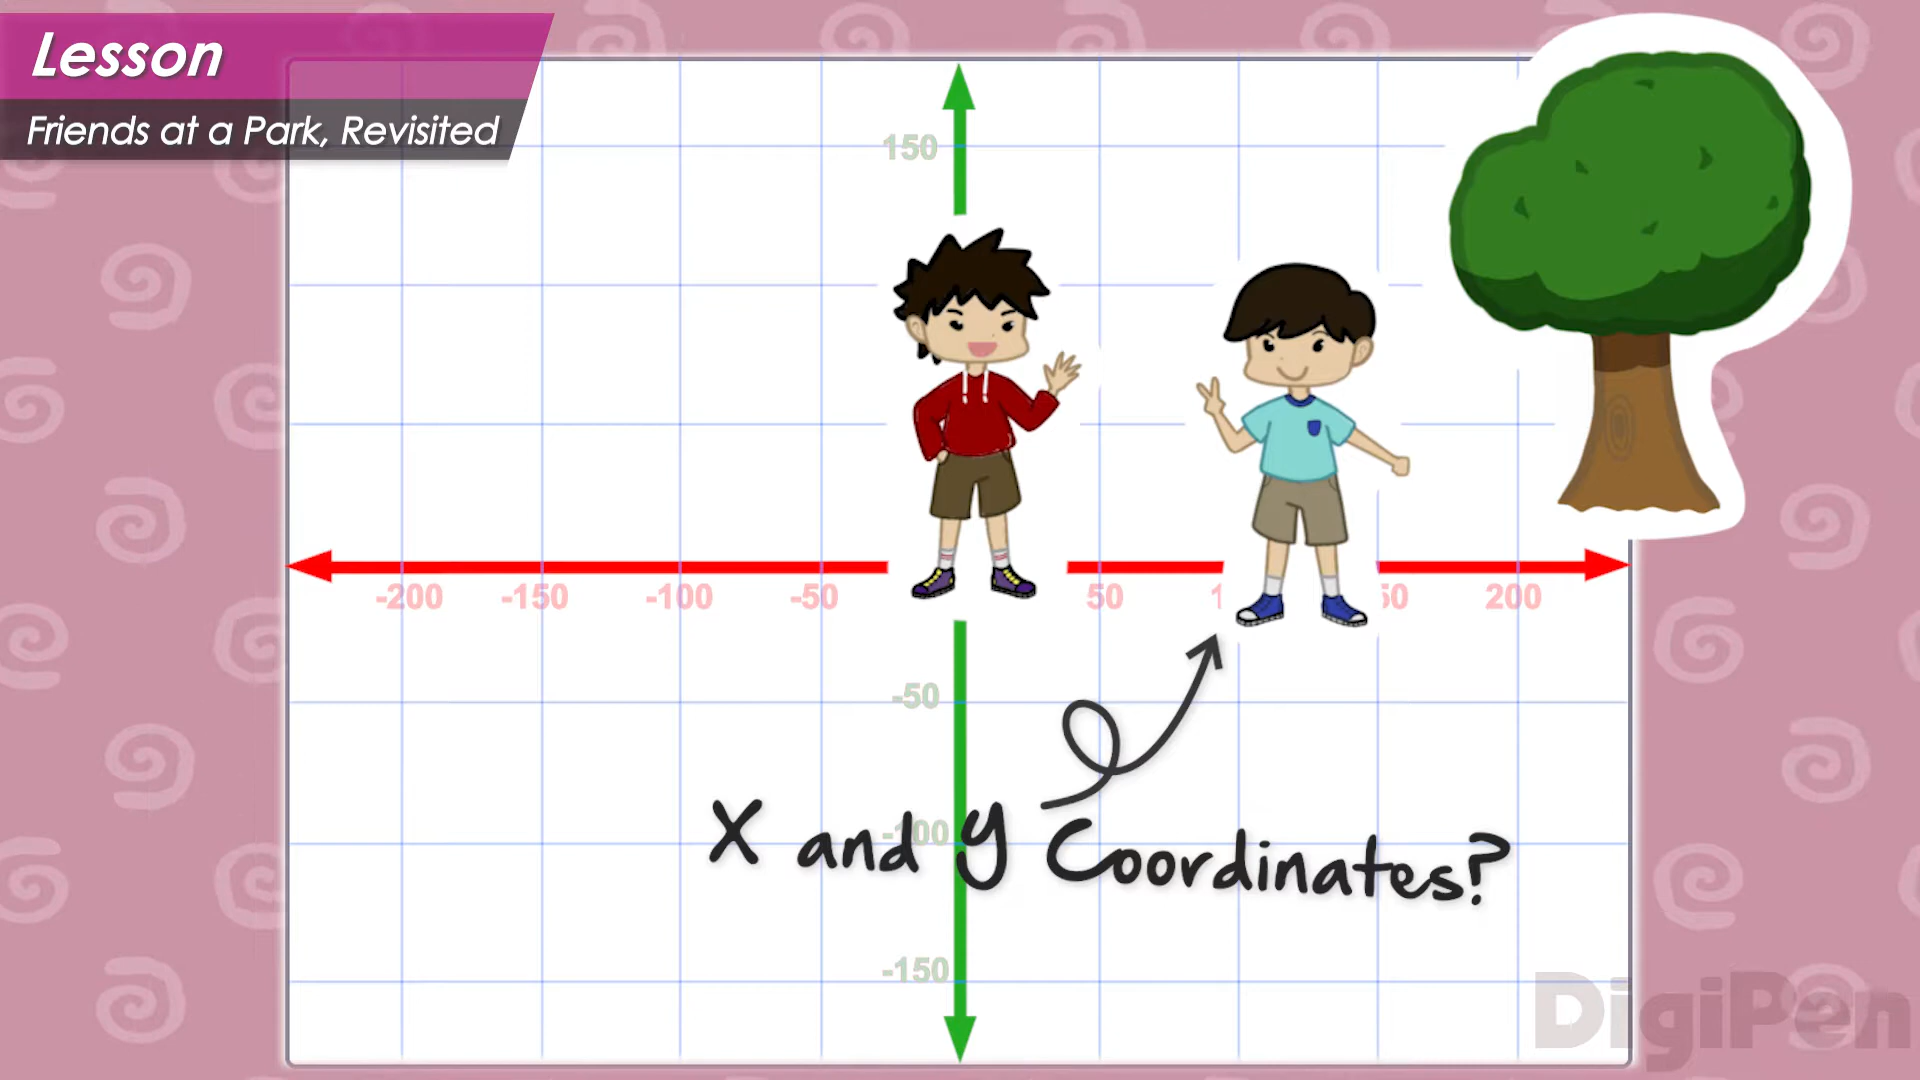 Lesson
Friends at a Park, Revisited
150
-200 -150 -100 -50 50 200
-50
X and y Coordinates?
-150
DigiPen